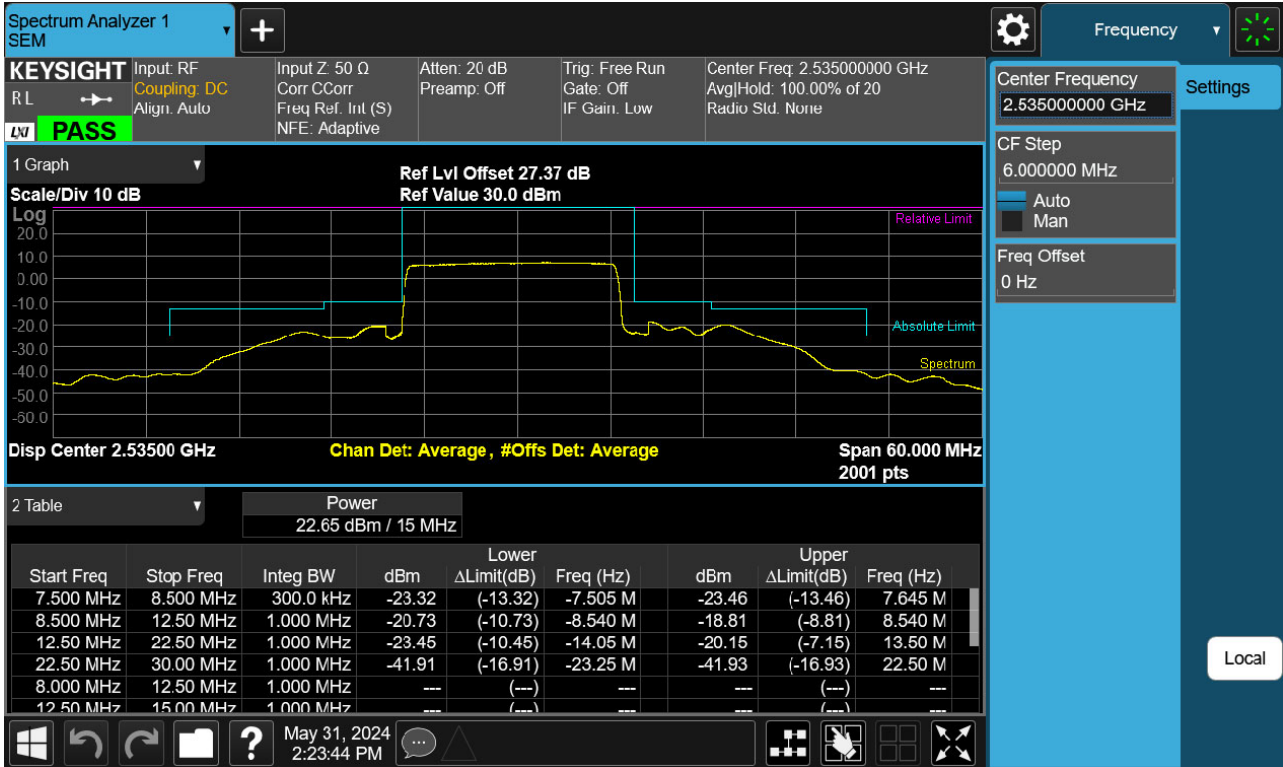 Spectrum Analyzer 1
SEM
Frequency
KEYSIGHT
RL
LXI
PASS
Input: RF
Coupling: DC
Align: Auto
Input Z: 50 Ω
Corr CCorr
Freq Ref: Int (S)
NFE: Adaptive
Atten: 20 dB
Preamp: Off
Trig: Free Run
Gate: Off
IF Gain: Low
Center Freq: 2.535000000 GHz
Avg|Hold: 100.00% of 20
Radio Std: None
Center Frequency
2.535000000 GHz
Settings
CF Step
6.000000 MHz
Auto
Man
Freq Offset
0 Hz
Local
1 Graph
Scale/Div 10 dB
Ref Lvl Offset 27.37 dB
Ref Value 30.0 dBm
Log
20.0
10.0
0.00
-10.0
-20.0
-30.0
-40.0
-50.0
-60.0
Relative Limit
Absolute Limit
Spectrum
Disp Center 2.53500 GHz
Chan Det: Average , #Offs Det: Average
Span 60.000 MHz
2001 pts
2 Table
Power
22.65 dBm / 15 MHz
Lower Upper
Start Freq Stop Freq Integ BW dBm ΔLimit(dB) Freq (Hz) dBm ΔLimit(dB) Freq (Hz)
7.500 MHz 8.500 MHz 300.0 kHz -23.32 (-13.32) -7.505 M -23.46 (-13.46) 7.645 M
8.500 MHz 12.50 MHz 1.000 MHz -20.73 (-10.73) -8.540 M -18.81 (-8.81) 8.540 M
12.50 MHz 22.50 MHz 1.000 MHz -23.45 (-10.45) -14.05 M -20.15 (-7.15) 13.50 M
22.50 MHz 30.00 MHz 1.000 MHz -41.91 (-16.91) -23.25 M -41.93 (-16.93) 22.50 M
8.000 MHz 12.50 MHz 1.000 MHz --- (---) --- --- (---) ---
12.50 MHz 15.00 MHz 1.000 MHz --- (---) --- --- (---) ---
May 31, 2024
2:23:44 PM